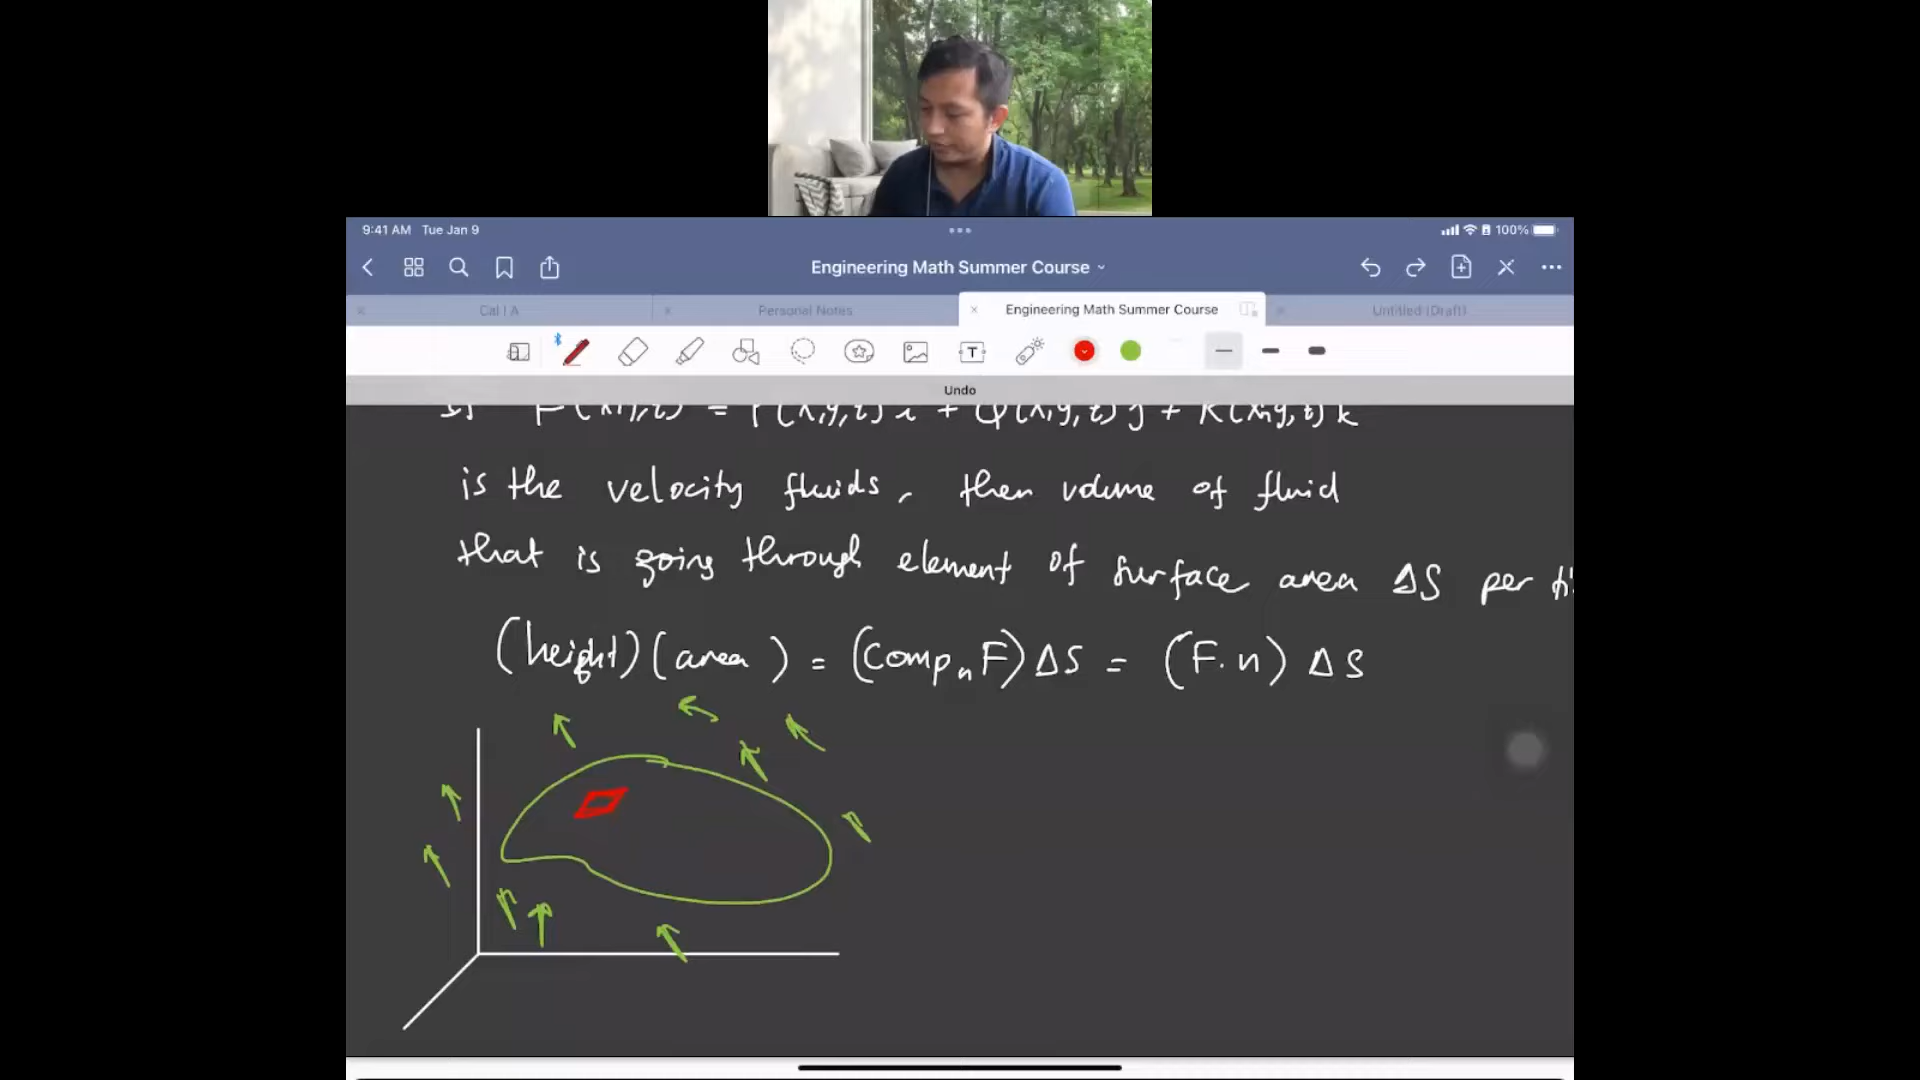 9:41 AM Tue Jan 9
100%
Engineering Math Summer Course
Cal I A
Personal Notes
Engineering Math Summer Course
Untitled (Draft)
T
Undo
is the velocity fluids, then volume of fluid
that is going through element of surface area ΔS per
(height)(area) = (Compₙ F) ΔS = (F. n) ΔS